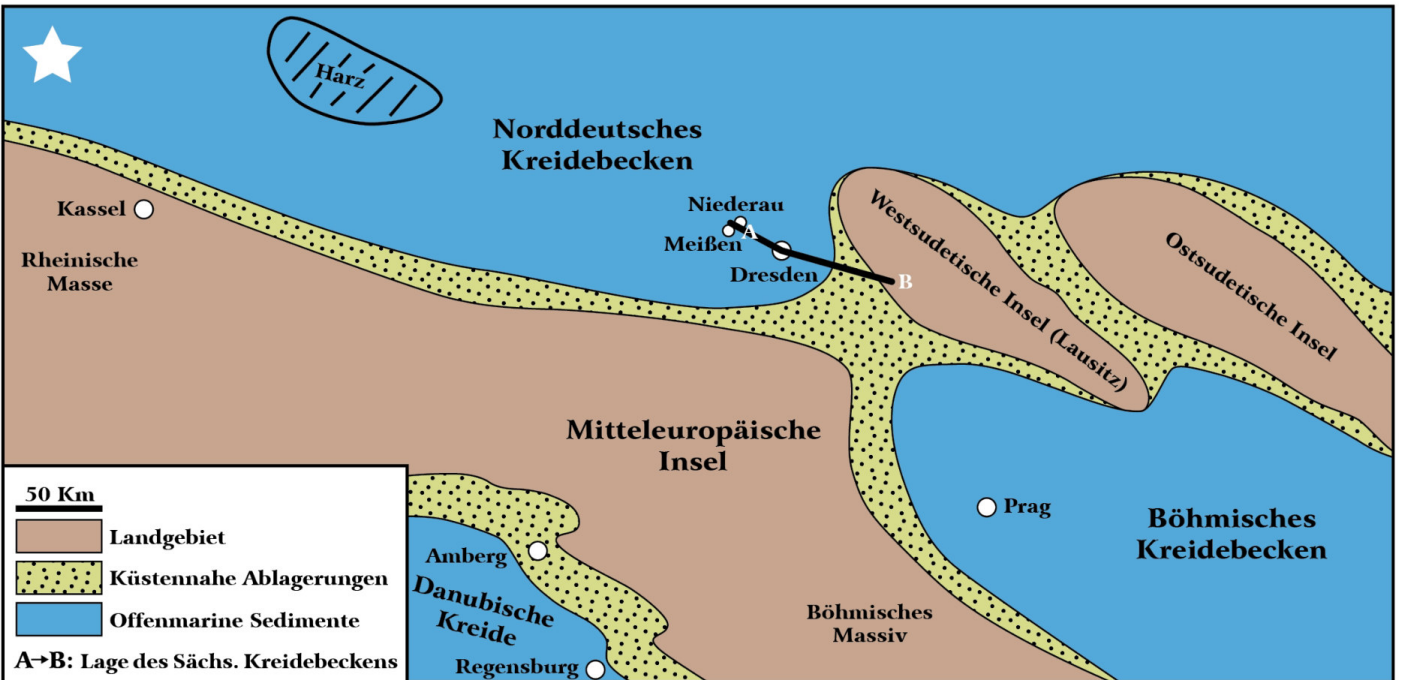 Harz
Norddeutsches
Kreidebecken
Kassel
Niederau
A
Meißen
Dresden
B
Westsudetische Insel (Lausitz)
Ostsudetische Insel
Rheinische
Masse
Mitteleuropäische
Insel
50 Km
Landgebiet
Küstennahe Ablagerungen
Offenmarine Sedimente
A→B: Lage des Sächs. Kreidebeckens
Amberg
Danubische
Kreide
Regensburg
Prag
Böhmisches
Kreidebecken
Böhmisches
Massiv